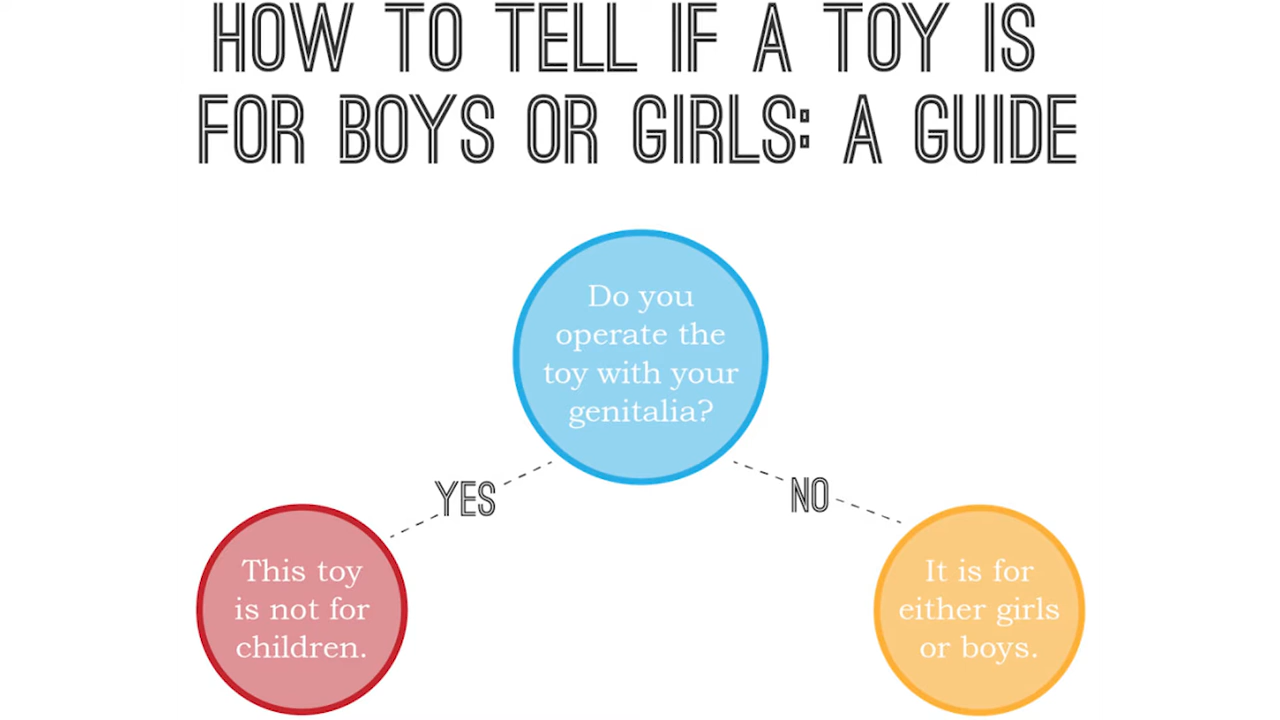 HOW TO TELL IF A TOY IS
FOR BOYS OR GIRLS: A GUIDE
Do you
operate the
toy with your
genitalia?
YES
NO
This toy
is not for
children.
It is for
either girls
or boys.